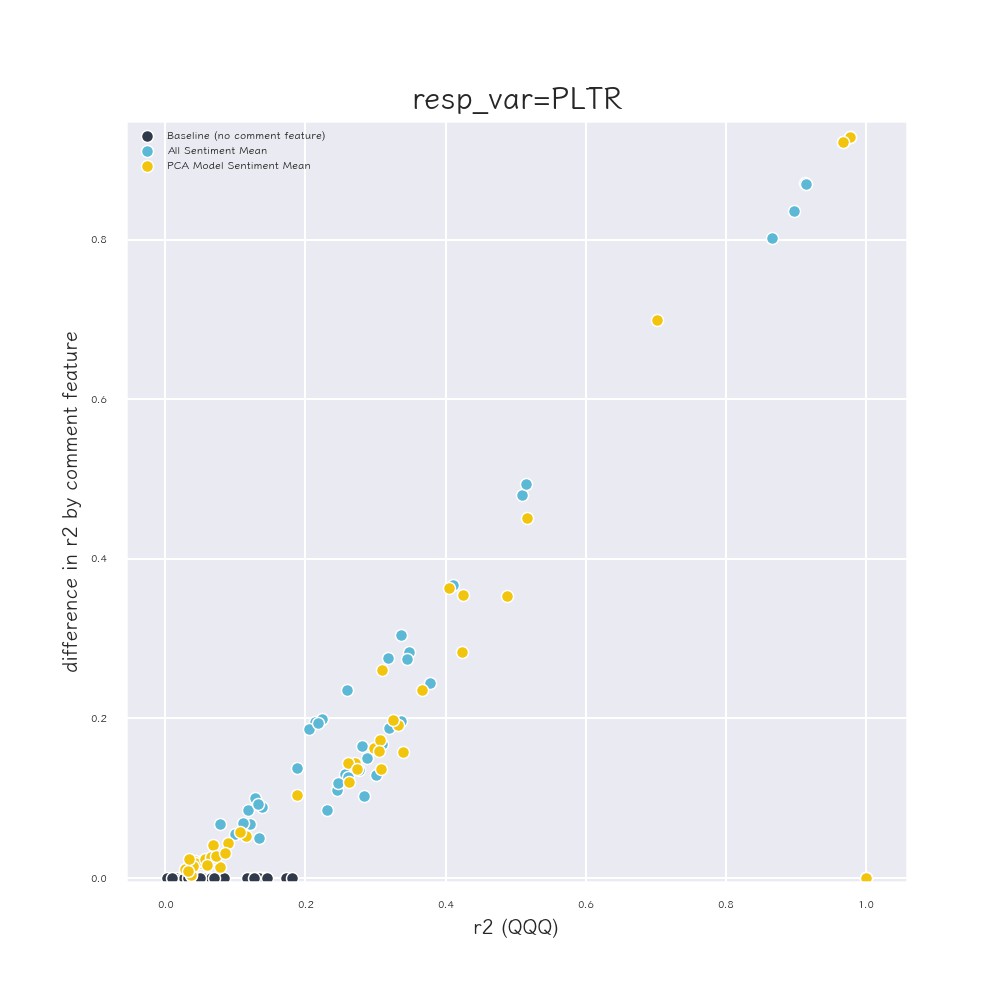 resp_var=PLTR
Baseline (no comment feature)
All Sentiment Mean
PCA Model Sentiment Mean
difference in r2 by comment feature
0.8
0.6
0.4
0.2
0.0
0.0 0.2 0.4 0.6 0.8 1.0
r2 (QQQ)